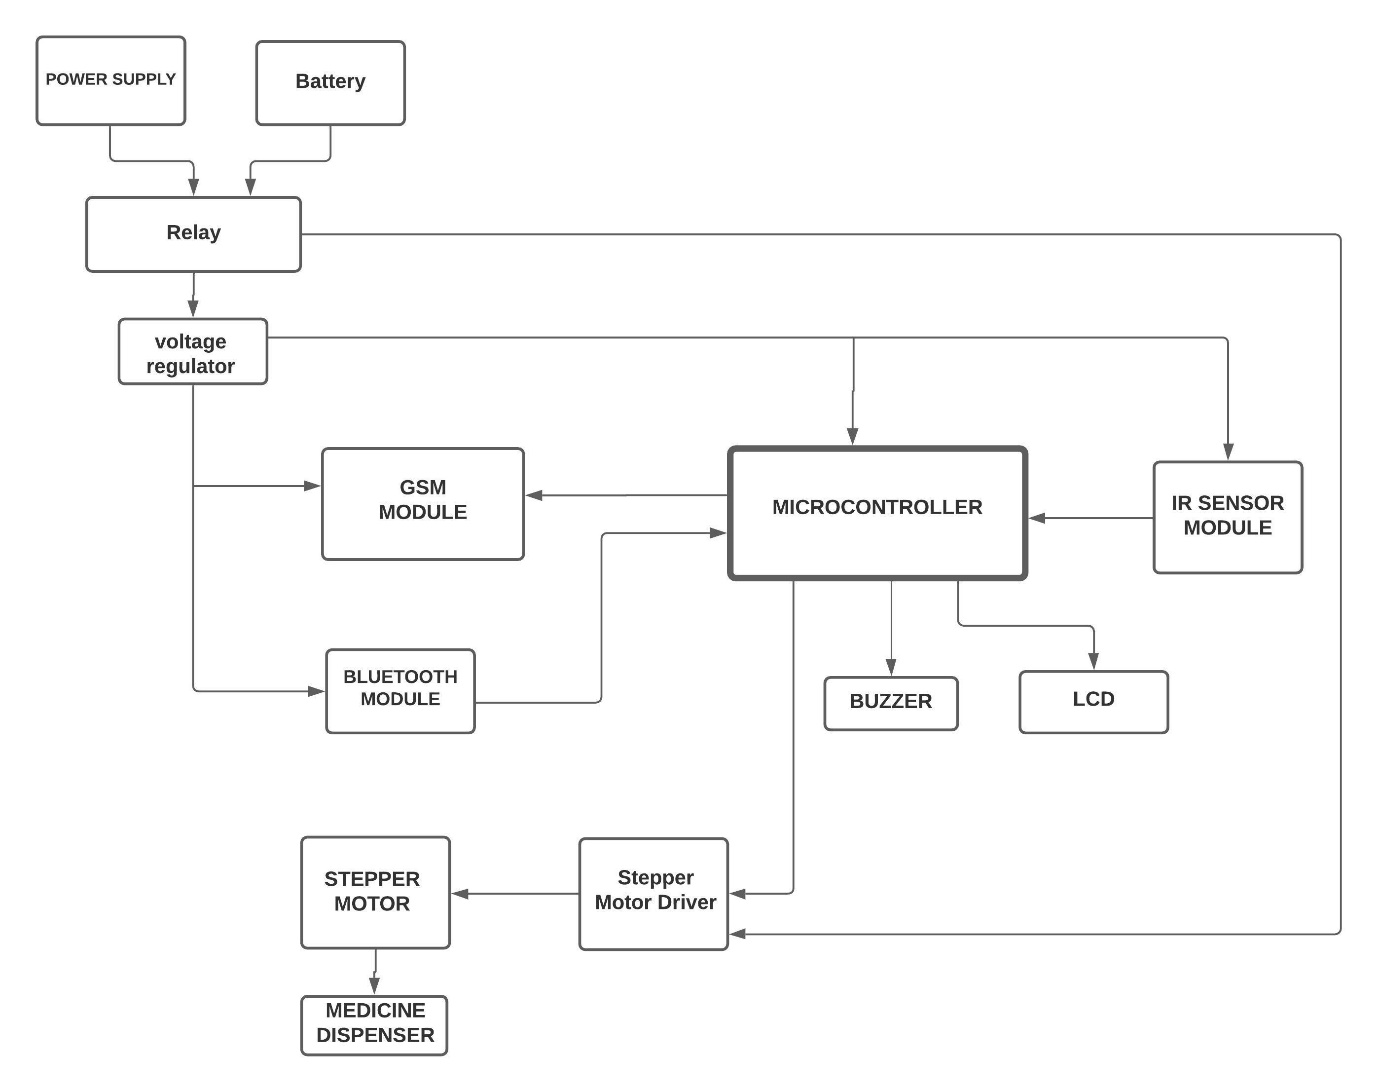 POWER SUPPLY
Battery
Relay
voltage
regulator
GSM
MODULE
MICROCONTROLLER
IR SENSOR
MODULE
BLUETOOTH
MODULE
BUZZER
LCD
STEPPER
MOTOR
Stepper
Motor Driver
MEDICINE
DISPENSER